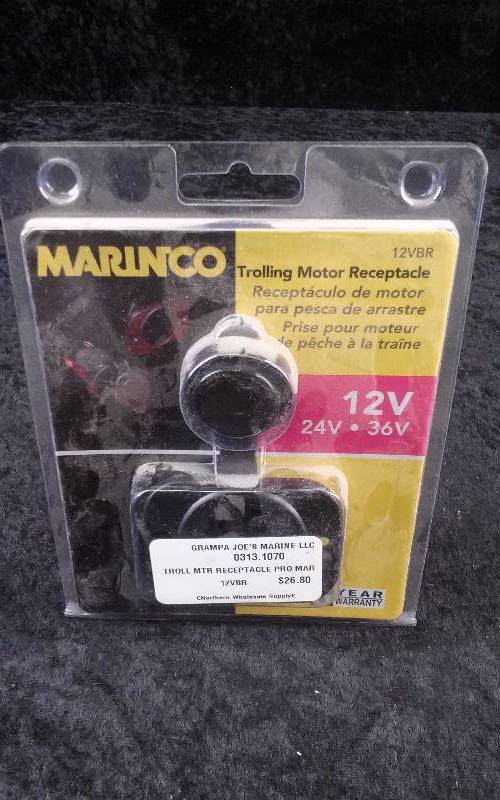 MARINCO
12VBR
Trolling Motor Receptacle
Receptáculo de motor
para pesca de arrastre
Prise pour moteur
de pêche à la traîne
12V
24V • 36V
GRAMPA JOE'S MARINE LLC
0313.1070
TROLL MTR RECEPTACLE PRO MAR
12VBR $26.80
CNorthern Wholesale SupplyE
YEAR
WARRANTY